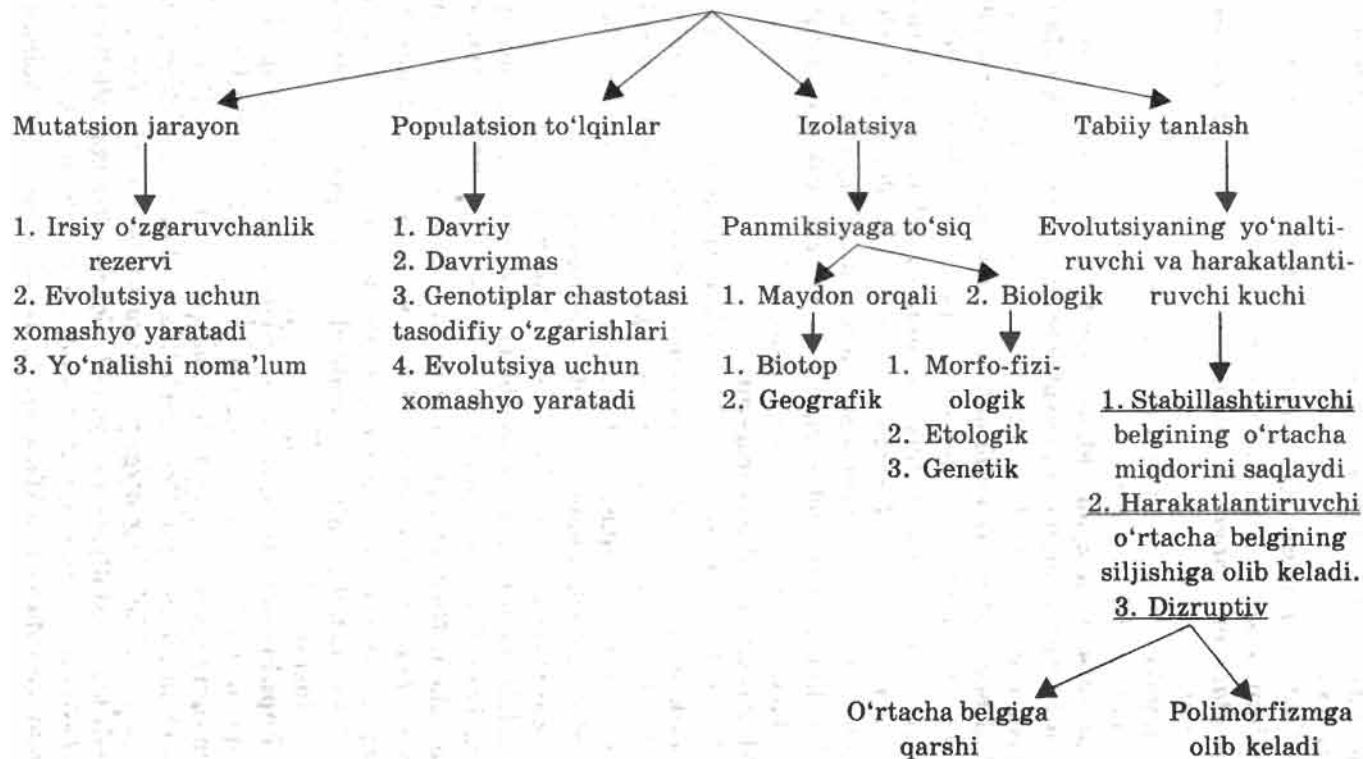 Mutatsion jarayon
1. Irsiy o‘zgaruvchanlik
rezervi
2. Evolutsiya uchun
xomashyo yaratadi
3. Yo‘nalishi noma’lum
Populatsion to‘lqinlar
1. Davriy
2. Davriymas
3. Genotiplar chastotasi
tasodifiy o‘zgarishlari
4. Evolutsiya uchun
xomashyo yaratadi
Izolatsiya
Panmiksiyaga to‘siq
1. Maydon orqali
1. Biotop
2. Geografik
2. Biologik
1. Morfo-fizi-
ologik
2. Etologik
3. Genetik
Tabiiy tanlash
Evolutsiyaning yo‘nalti-
ruvchi va harakatlanti-
ruvchi kuchi
1. Stabillashtiruvchi
belgining o‘rtacha
miqdorini saqlaydi
2. Harakatlantiruvchi
o‘rtacha belgining
siljishiga olib keladi.
3. Dizruptiv
O‘rtacha belgiga
qarshi
Polimorfizmga
olib keladi